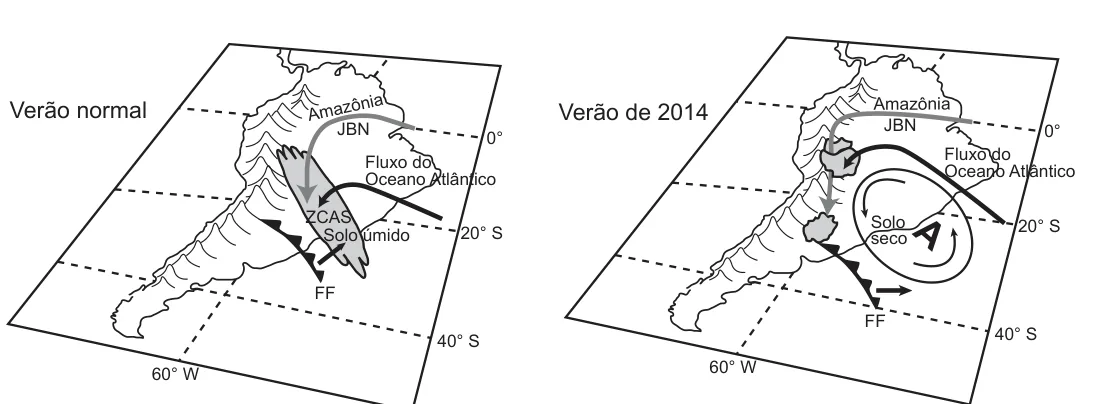 Verão normal
Amazônia
JBN
0°
Fluxo do
Oceano Atlântico
ZCAS
Solo úmido
20° S
FF
40° S
60° W
Verão de 2014
Amazônia
JBN
0°
Fluxo do
Oceano Atlântico
Solo
seco
A
20° S
FF
40° S
60° W